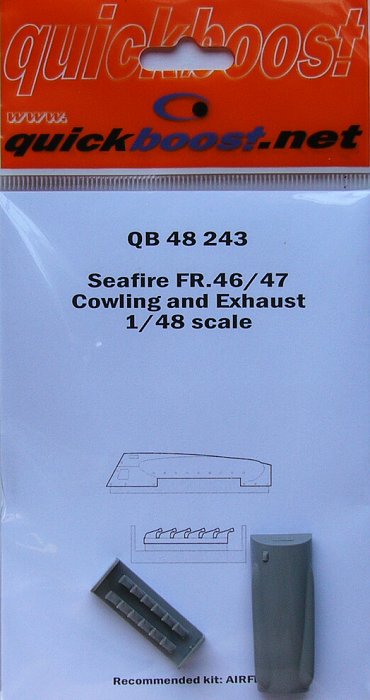 quickboost
www.
quickboost.net
QB 48 243
Seafire FR.46/47
Cowling and Exhaust
1/48 scale
Recommended kit: